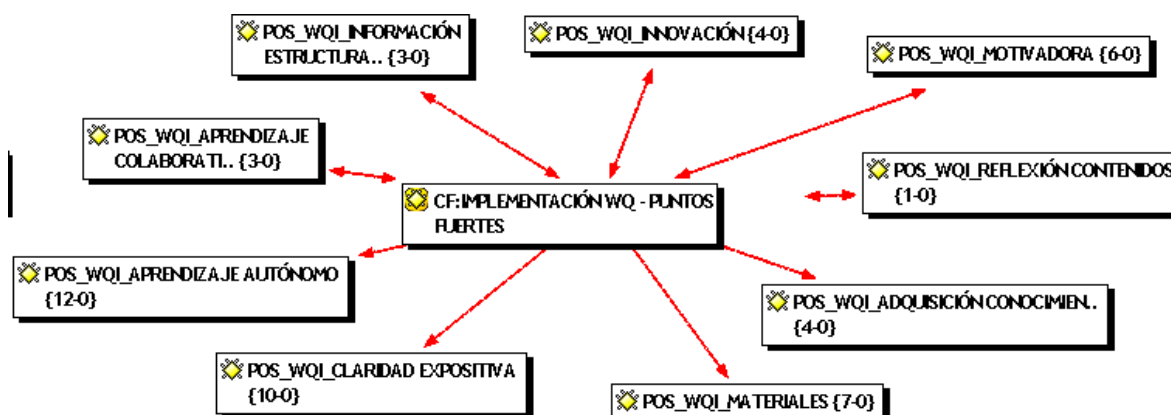 POS_WQI_INFORMACIÓN
ESTRUCTURA.. {3-0}
POS_WQI_INNOVACIÓN {4-0}
POS_WQI_MOTIVADORA {6-0}
POS_WQI_APRENDIZAJE
COLABORATI.. {3-0}
POS_WQI_REFLEXIÓN CONTENIDOS
{1-0}
CF:IMPLEMENTACIÓN WQ - PUNTOS
FUERTES
POS_WQI_APRENDIZAJE AUTÓNOMO
{12-0}
POS_WQI_ADQUISICIÓN CONOCIMIEN..
{4-0}
POS_WQI_CLARIDAD EXPOSITIVA
{10-0}
POS_WQI_MATERIALES {7-0}